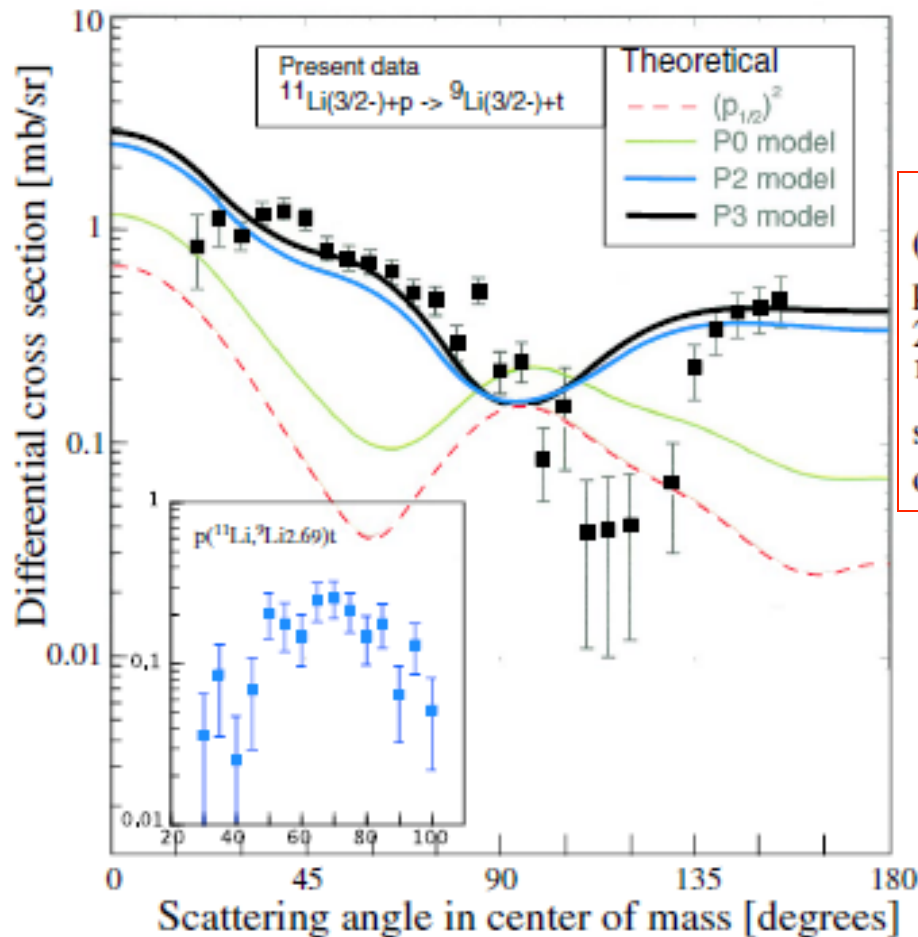 10
1
0.1
0.01
Differential cross section [mb/sr]
Present data
¹¹Li(3/2-)+p -> ⁹Li(3/2-)+t
Theoretical
(p₁/₂)²
P0 model
P2 model
P3 model
1
0.1
0.01
p(¹¹Li,⁹Li2.69)t
20 40 60 80 100
0 45 90 135 180
Scattering angle in center of mass [degrees]
(
p
s